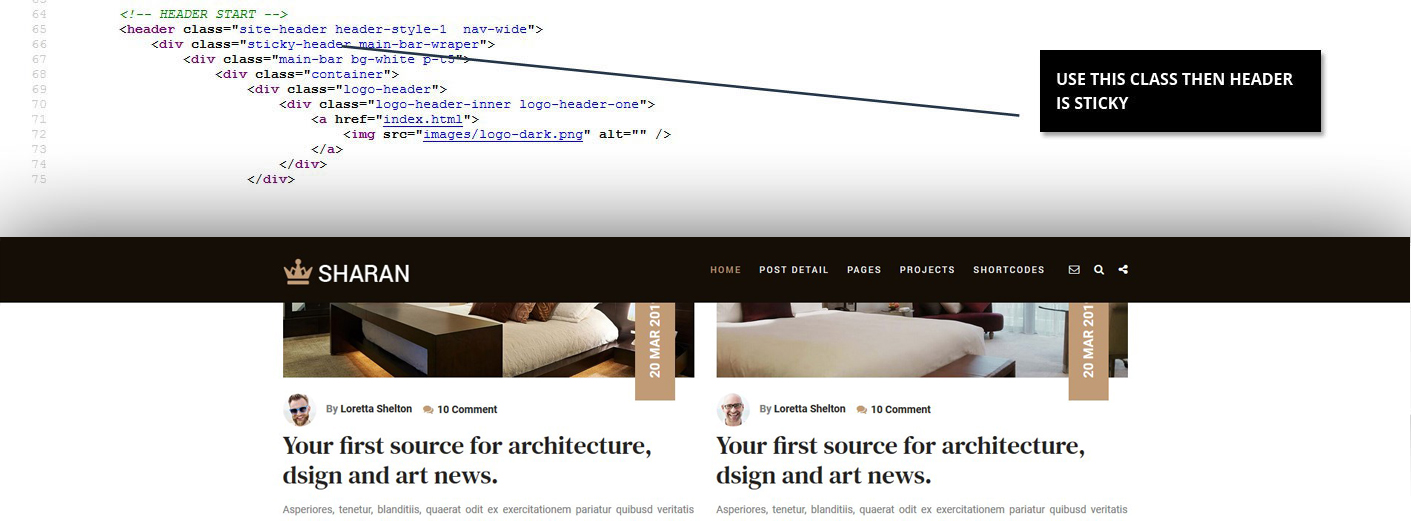 64 <!-- HEADER START -->
65 <header class="site-header header-style-1  nav-wide">
66 <div class="sticky-header main-bar-wraper">
67 <div class="main-bar bg-white p-t5">
68 <div class="container">
69 <div class="logo-header">
70 <div class="logo-header-inner logo-header-one">
71 <a href="index.html">
72 <img src="images/logo-dark.png" alt="" />
73 </a>
74 </div>
75 </div>
USE THIS CLASS THEN HEADER
IS STICKY
SHARAN
HOME POST DETAIL PAGES PROJECTS SHORTCODES
20 MAR 201
20 MAR 201
By Loretta Shelton 10 Comment
Your first source for architecture,
dsign and art news.
Asperiores, tenetur, blanditiis, quaerat odit ex exercitationem pariatur quibusd veritatis
By Loretta Shelton 10 Comment
Your first source for architecture,
dsign and art news.
Asperiores, tenetur, blanditiis, quaerat odit ex exercitationem pariatur quibusd veritatis